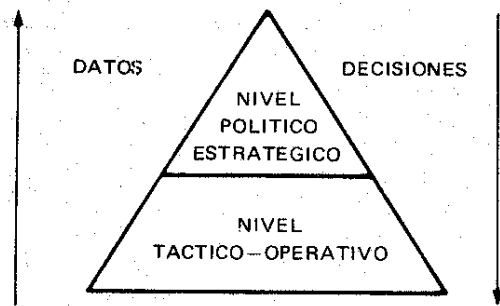 DATOS
DECISIONES
NIVEL
POLITICO
ESTRATEGICO
NIVEL
TACTICO—OPERATIVO